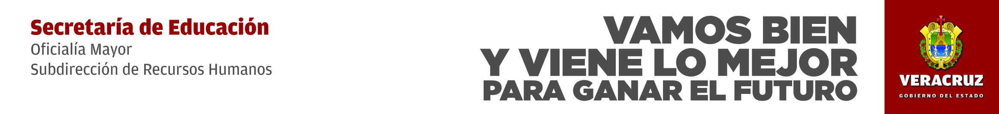 Secretaría de Educación
Oficialía Mayor
Subdirección de Recursos Humanos
VAMOS BIEN
Y VIENE LO MEJOR
PARA GANAR EL FUTURO
VERACRUZ
GOBIERNO DEL ESTADO